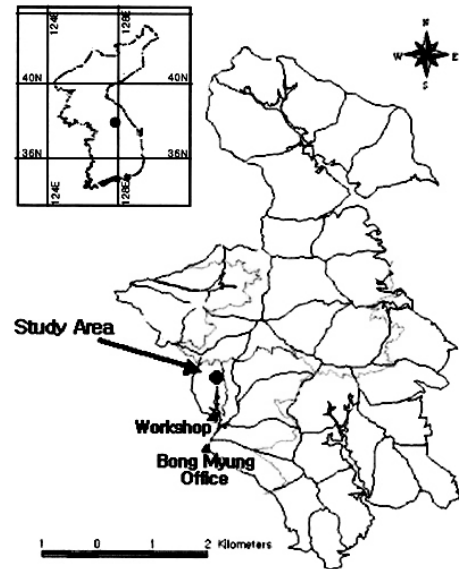 124E
128E
40N
40N
36N
36N
124E
128E
N
W E
S
Study Area
Workshop
Bong Myung
Office
1 0 1 2 Kilometers